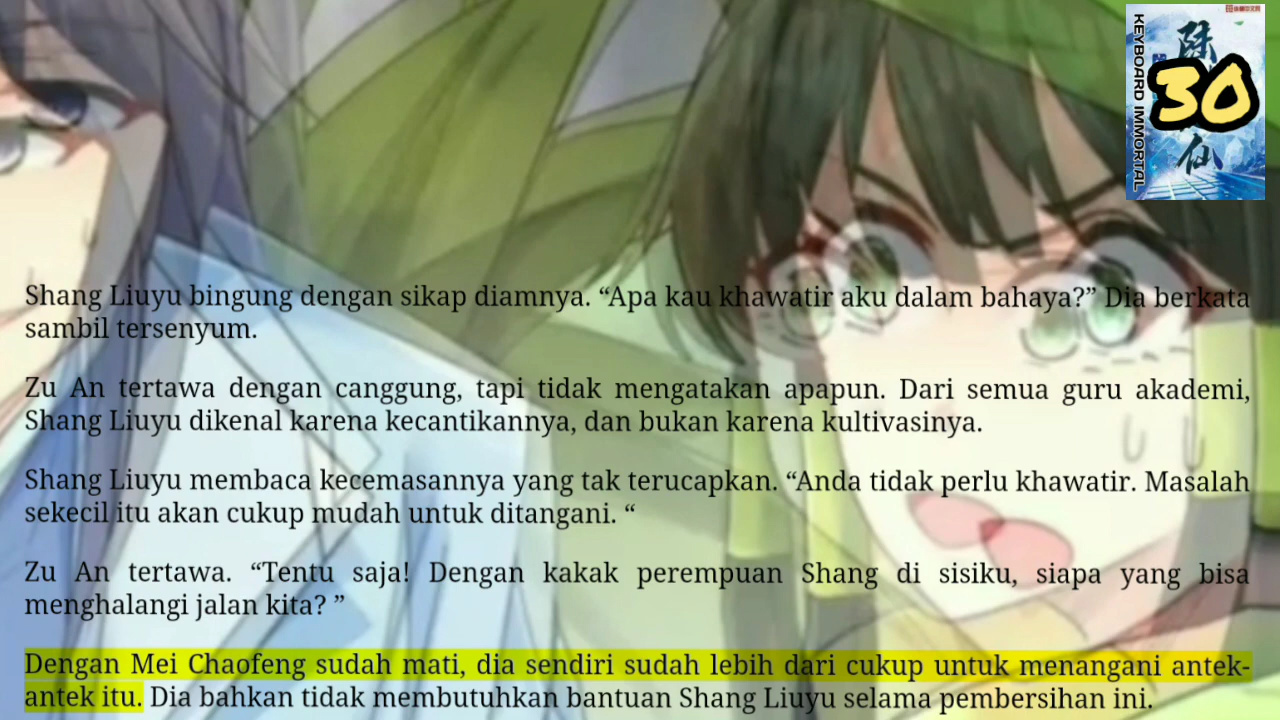 KEYBOARD IMMORTAL
陆
仙
30
Shang Liuyu bingung dengan sikap diamnya. “Apa kau khawatir aku dalam bahaya?” Dia berkata
sambil tersenyum.
Zu An tertawa dengan canggung, tapi tidak mengatakan apapun. Dari semua guru akademi,
Shang Liuyu dikenal karena kecantikannya, dan bukan karena kultivasinya.
Shang Liuyu membaca kecemasannya yang tak terucapkan. “Anda tidak perlu khawatir. Masalah
sekecil itu akan cukup mudah untuk ditangani. “
Zu An tertawa. “Tentu saja! Dengan kakak perempuan Shang di sisiku, siapa yang bisa
menghalangi jalan kita? ”
Dengan Mei Chaofeng sudah mati, dia sendiri sudah lebih dari cukup untuk menangani antek-
antek itu. Dia bahkan tidak membutuhkan bantuan Shang Liuyu selama pembersihan ini.